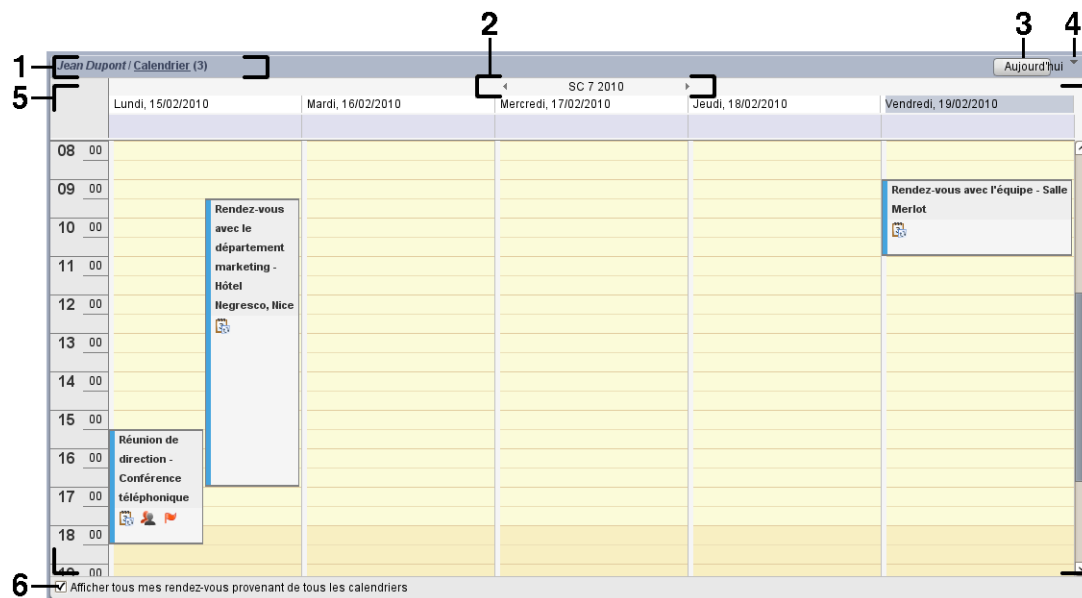 2
3
4
1
Jean Dupont / Calendrier (3)
Aujourd'hui
5
SC 7 2010
Lundi, 15/02/2010
Mardi, 16/02/2010
Mercredi, 17/02/2010
Jeudi, 18/02/2010
Vendredi, 19/02/2010
08 00
09 00
Rendez-vous avec l'équipe - Salle
Merlot
Rendez-vous
avec le
département
marketing -
Hôtel
Negresco, Nice
10 00
11 00
12 00
13 00
14 00
15 00
Réunion de
direction -
Conférence
téléphonique
16 00
17 00
18 00
19 00
6
Afficher tous mes rendez-vous provenant de tous les calendriers